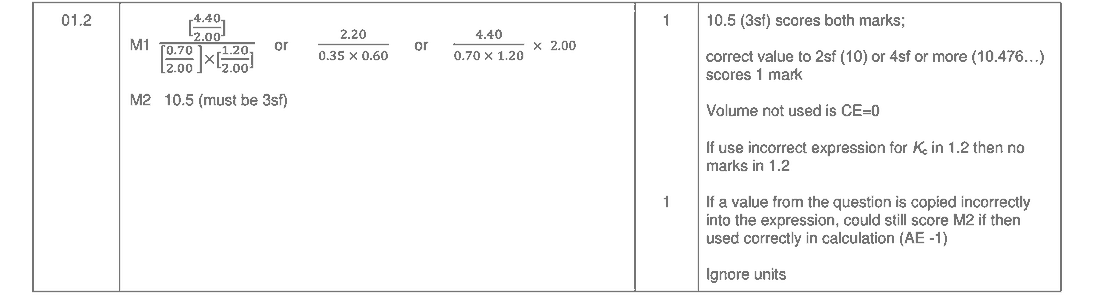 01.2
M1 [4.40/2.00] / [0.70/2.00]×[1.20/2.00] or 2.20 / 0.35 × 0.60 or 4.40 / 0.70 × 1.20 × 2.00
M2 10.5 (must be 3sf)
1
1
10.5 (3sf) scores both marks;
correct value to 2sf (10) or 4sf or more (10.476…)
scores 1 mark
Volume not used is CE=0
If use incorrect expression for Kc in 1.2 then no
marks in 1.2
If a value from the question is copied incorrectly
into the expression, could still score M2 if then
used correctly in calculation (AE -1)
Ignore units